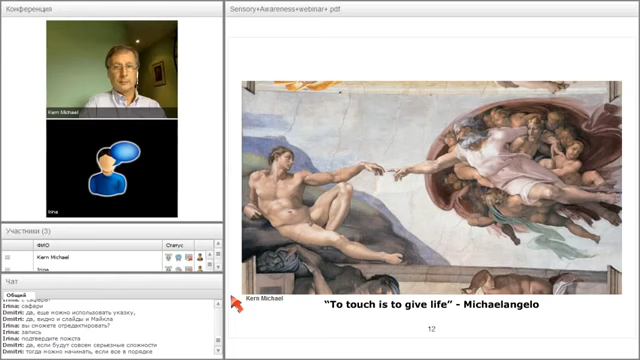 Конференция
Kern Michael
Irina
Участники (3)
ФИО
Статус
Kern Michael
Irina
Чат
Общий
Irina: сафари
Dmitri: да, еще можно использовать указку,
Dmitri: да, видно и слайды и Майкла
Irina: вы сможете отредактировать?
Irina: запись
Irina: подтвердите пожста
Dmitri: да, если будут совсем серьезные сложности
Dmitri: тогда можно начинать, если все в порядке
Sensory+Awareness+webinar+.pdf
Kern Michael
“To touch is to give life” - Michaelangelo
12